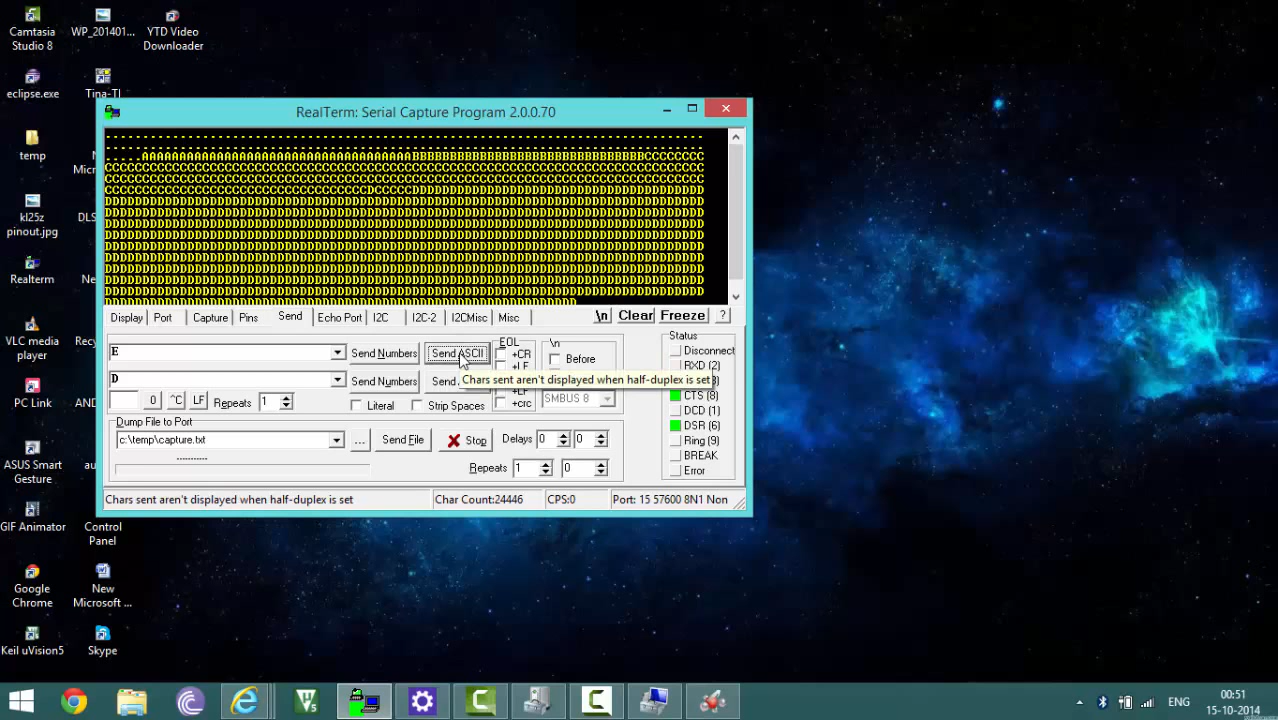 Camtasia Studio 8
WP_201401...
YTD Video Downloader
eclipse.exe
Tina-TI
temp
kl25z pinout.jpg
Realterm
VLC media player
PC Link
ASUS Smart Gesture
GIF Animator
Control Panel
Google Chrome
New Microsoft ...
Keil uVision5
Skype
RealTerm: Serial Capture Program 2.0.0.70
Display
Port
Capture
Pins
Send
Echo Port
I2C
I2C-2
I2CMisc
Misc
\n
Clear
Freeze
?
E
Send Numbers
Send ASCII
EOL
+CR
+LF
\n
Before
Chars sent aren't displayed when half-duplex is set
D
Send Numbers
0
^C
LF
Repeats
1
Literal
Strip Spaces
+LF
+crc
SMBUS 8
Dump File to Port
c:\temp\capture.txt
...
Send File
Stop
Delays
0
0
Repeats
1
0
Status
Disconnect
RXD (2)
CTS (8)
DCD (1)
DSR (6)
Ring (9)
BREAK
Error
Chars sent aren't displayed when half-duplex is set
Char Count:24446
CPS:0
Port: 15 57600 8N1 Non
ENG
00:51
15-10-2014